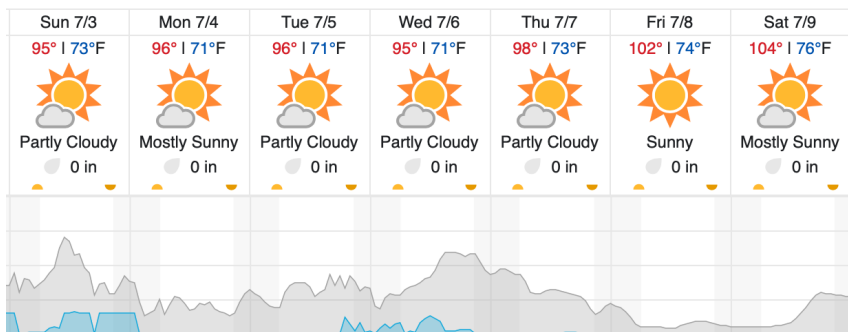 Sun 7/3 Mon 7/4 Tue 7/5 Wed 7/6 Thu 7/7 Fri 7/8 Sat 7/9
95° | 73°F 96° | 71°F 96° | 71°F 95° | 71°F 98° | 73°F 102° | 74°F 104° | 76°F
Partly Cloudy Mostly Sunny Partly Cloudy Partly Cloudy Partly Cloudy Sunny Mostly Sunny
0 in 0 in 0 in 0 in 0 in 0 in 0 in